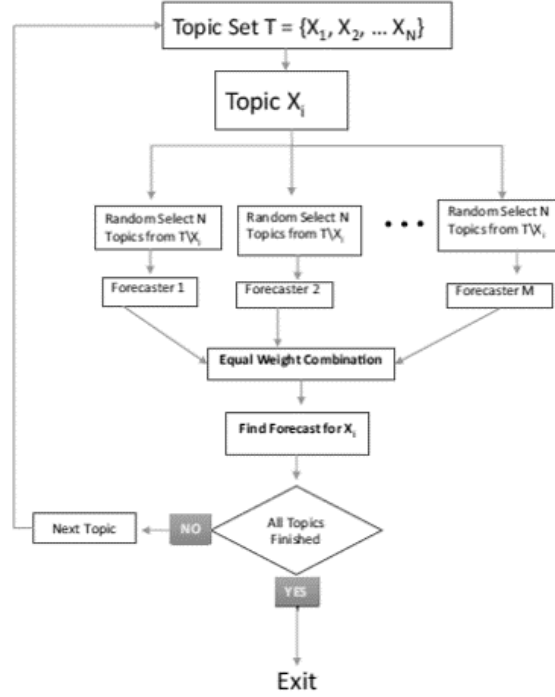 Topic Set T = {X₁, X₂, ... X_N}
Topic Xᵢ
Random Select N
Topics from T\Xᵢ
Random Select N
Topics from T\Xᵢ
• • •
Random Select N
Topics from T\Xᵢ
Forecaster 1
Forecaster 2
Forecaster M
Equal Weight Combination
Find Forecast for Xᵢ
All Topics
Finished
NO
Next Topic
YES
Exit